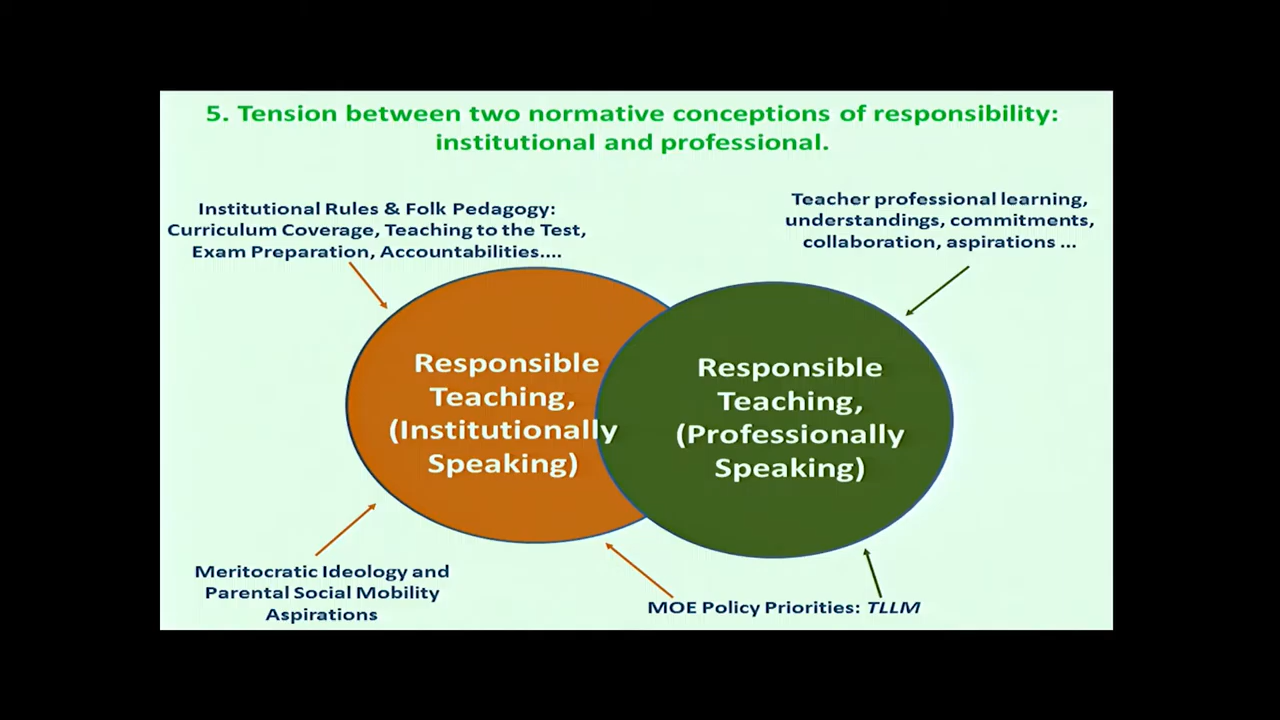 5. Tension between two normative conceptions of responsibility:
institutional and professional.
Institutional Rules & Folk Pedagogy:
Curriculum Coverage, Teaching to the Test,
Exam Preparation, Accountabilities....
Teacher professional learning,
understandings, commitments,
collaboration, aspirations ...
Responsible
Teaching,
(Institutionally
Speaking)
Responsible
Teaching,
(Professionally
Speaking)
Meritocratic Ideology and
Parental Social Mobility
Aspirations
MOE Policy Priorities: TLLM